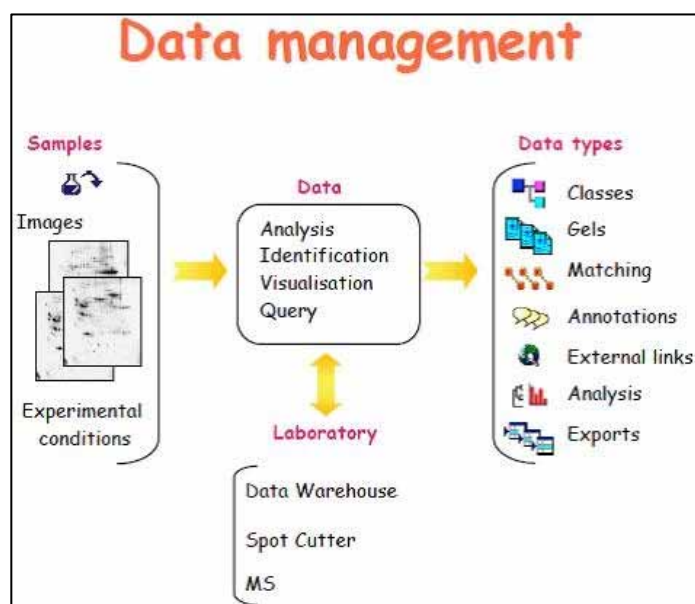 Data management
Samples
Images
Experimental
conditions
Data
Analysis
Identification
Visualisation
Query
Laboratory
Data Warehouse
Spot Cutter
MS
Data types
Classes
Gels
Matching
Annotations
External links
Analysis
Exports